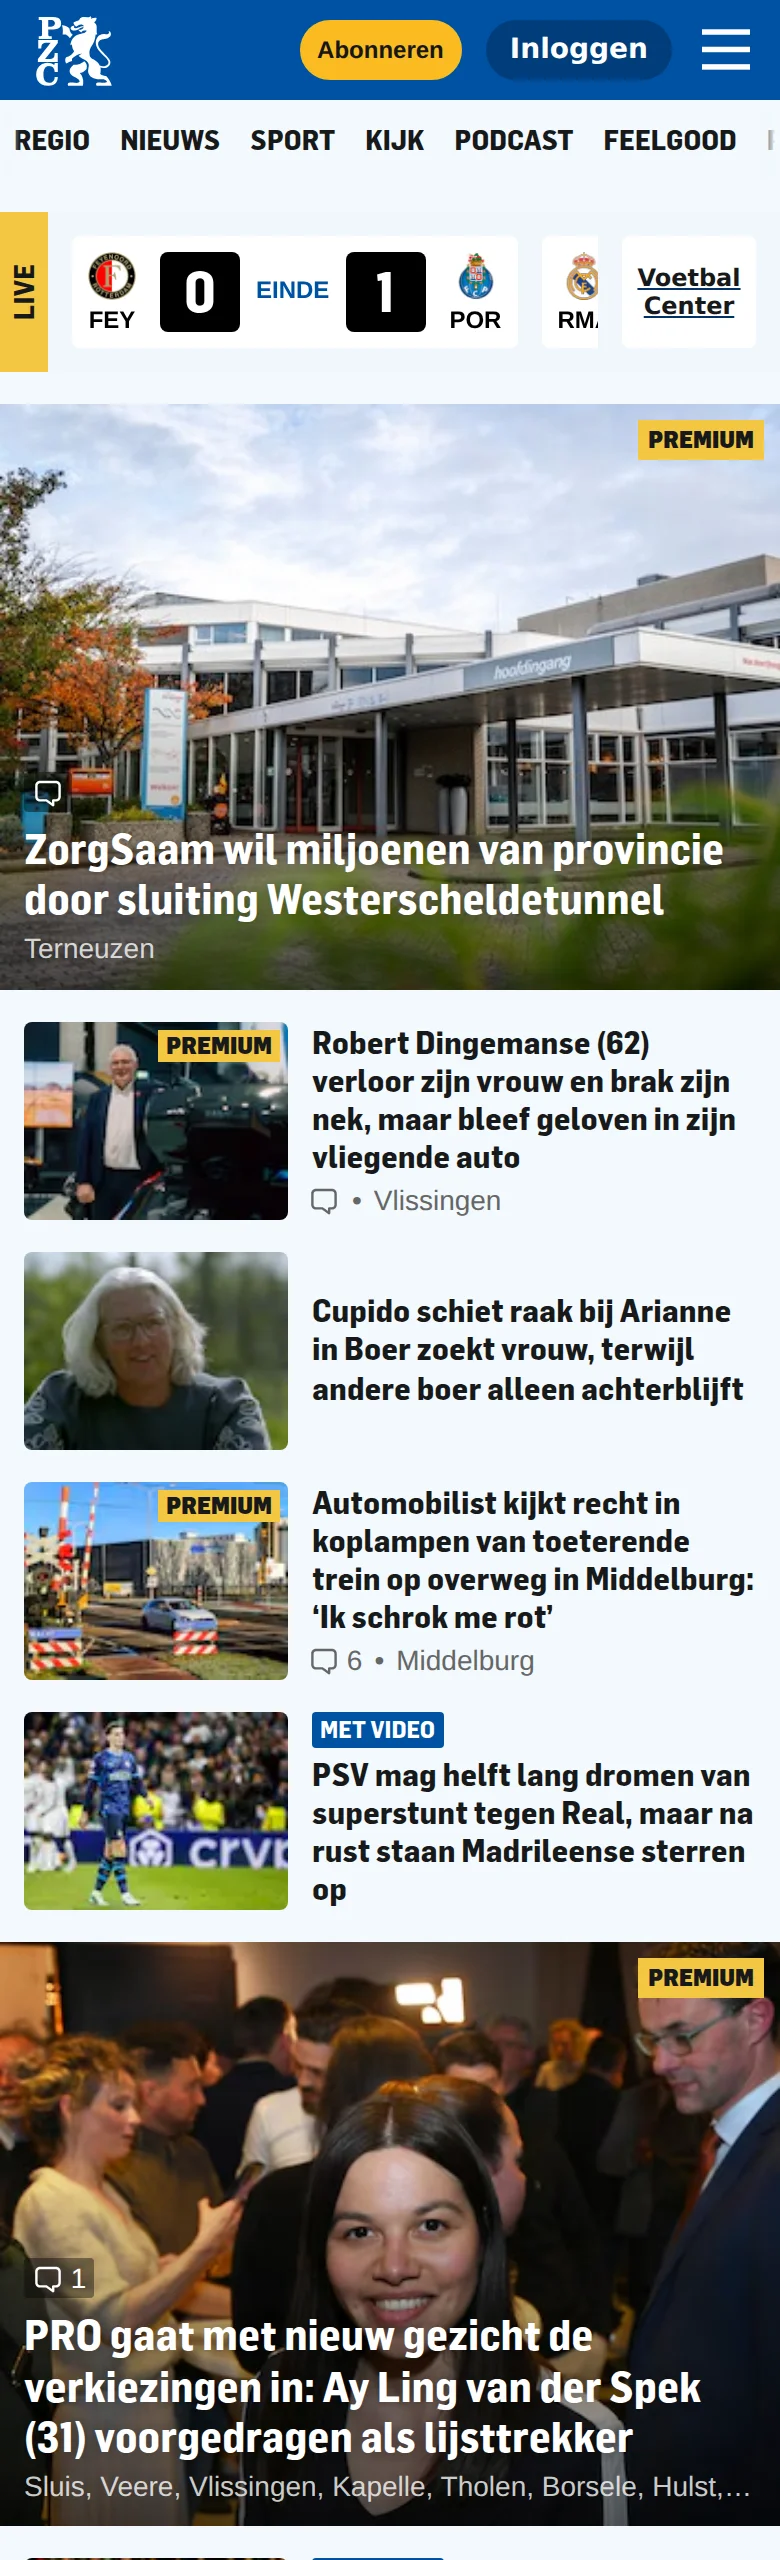 PZC
Abonneren
Inloggen
REGIO NIEUWS SPORT KIJK PODCAST FEELGOOD
LIVE
FEY
0
EINDE
1
POR
RMA
Voetbal
Center
PREMIUM
hoofdingang
ZorgSaam wil miljoenen van provincie
door sluiting Westerscheldetunnel
Terneuzen
PREMIUM
Robert Dingemanse (62)
verloor zijn vrouw en brak zijn
nek, maar bleef geloven in zijn
vliegende auto
• Vlissingen
Cupido schiet raak bij Arianne
in Boer zoekt vrouw, terwijl
andere boer alleen achterblijft
PREMIUM
Automobilist kijkt recht in
koplampen van toeterende
trein op overweg in Middelburg:
‘Ik schrok me rot’
6 • Middelburg
MET VIDEO
PSV mag helft lang dromen van
superstunt tegen Real, maar na
rust staan Madrileense sterren
op
PREMIUM
1
PRO gaat met nieuw gezicht de
verkiezingen in: Ay Ling van der Spek
(31) voorgedragen als lijsttrekker
Sluis, Veere, Vlissingen, Kapelle, Tholen, Borsele, Hulst,…